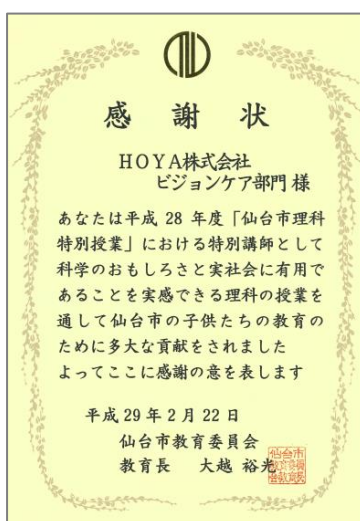 感謝状
HOYA株式会社
ビジョンケア部門 様
あなたは平成 28 年度「仙台市理科
特別授業」における特別講師として
科学のおもしろさと実社会に有用で
あることを実感できる理科の授業を
通して仙台市の子供たちの教育の
ために多大な貢献をされました
よってここに感謝の意を表します
平成 29 年 2 月 22 日
仙台市教育委員会
教育長 大越 裕光